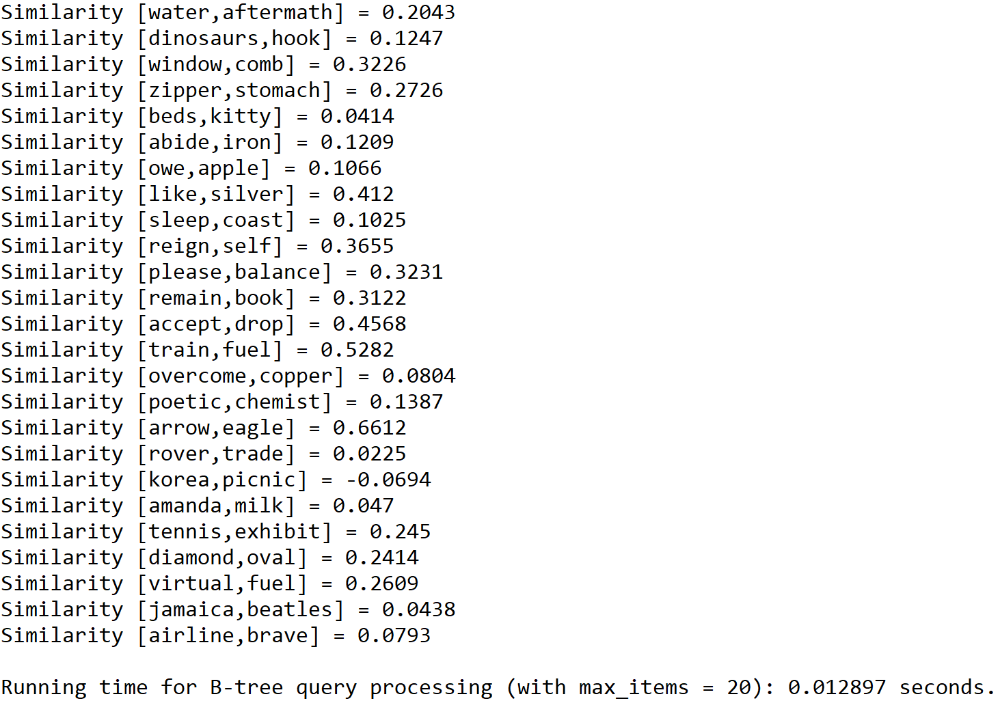 Similarity [water,aftermath] = 0.2043
Similarity [dinosaurs,hook] = 0.1247
Similarity [window,comb] = 0.3226
Similarity [zipper,stomach] = 0.2726
Similarity [beds,kitty] = 0.0414
Similarity [abide,iron] = 0.1209
Similarity [owe,apple] = 0.1066
Similarity [like,silver] = 0.412
Similarity [sleep,coast] = 0.1025
Similarity [reign,self] = 0.3655
Similarity [please,balance] = 0.3231
Similarity [remain,book] = 0.3122
Similarity [accept,drop] = 0.4568
Similarity [train,fuel] = 0.5282
Similarity [overcome,copper] = 0.0804
Similarity [poetic,chemist] = 0.1387
Similarity [arrow,eagle] = 0.6612
Similarity [rover,trade] = 0.0225
Similarity [korea,picnic] = -0.0694
Similarity [amanda,milk] = 0.047
Similarity [tennis,exhibit] = 0.245
Similarity [diamond,oval] = 0.2414
Similarity [virtual,fuel] = 0.2609
Similarity [jamaica,beatles] = 0.0438
Similarity [airline,brave] = 0.0793
Running time for B-tree query processing (with max_items = 20): 0.012897 seconds.